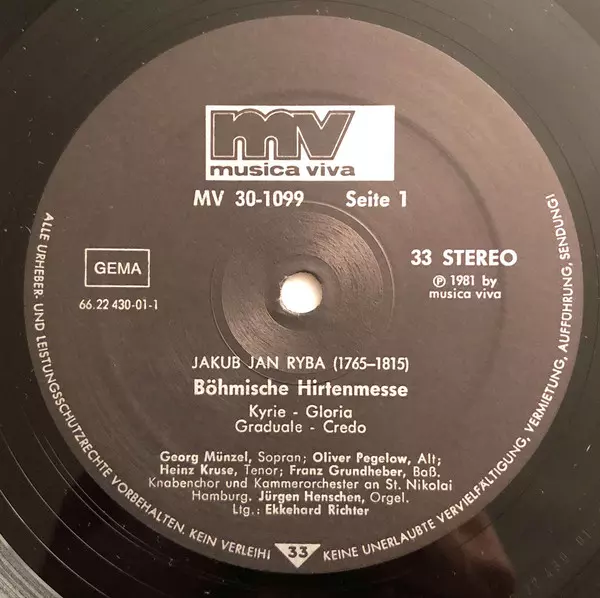 mv
musica viva
MV 30-1099 Seite 1
GEMA
66.22 430-01-1
33 STEREO
℗ 1981 by
musica viva
JAKUB JAN RYBA (1765–1815)
Böhmische Hirtenmesse
Kyrie - Gloria
Graduale - Credo
Georg Münzel, Sopran; Oliver Pegelow, Alt;
Heinz Kruse, Tenor; Franz Grundheber, Baß.
Knabenchor und Kammerorchester an St. Nikolai
Hamburg. Jürgen Henschen, Orgel.
Ltg.: Ekkehard Richter
ALLE URHEBER- UND LEISTUNGSSCHUTZRECHTE VORBEHALTEN. KEIN VERLEIH! KEINE UNERLAUBTE VERVIELFÄLTIGUNG, VERMIETUNG, AUFFÜHRUNG, SENDUNG!
33